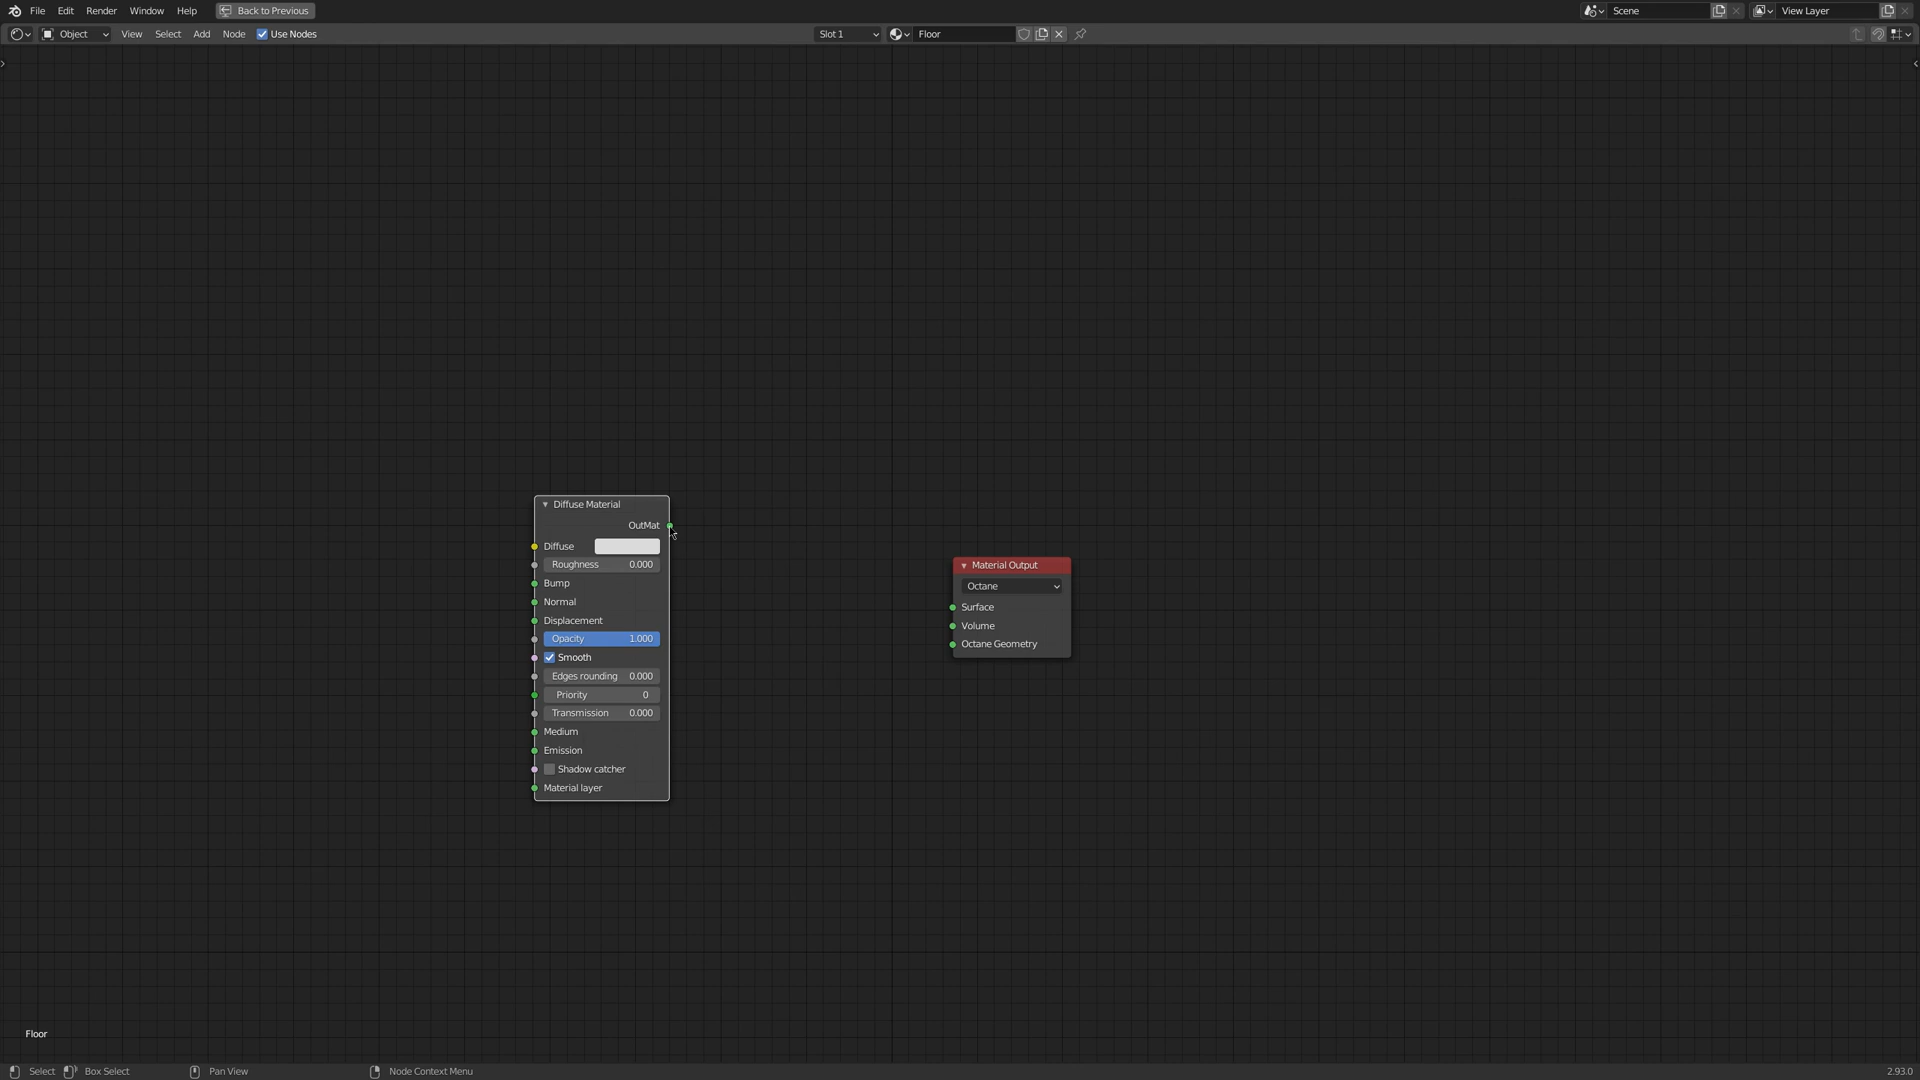 File Edit Render Window Help Back to Previous Scene View Layer
Object View Select Add Node Use Nodes Slot 1 Floor
Diffuse Material
OutMat
Diffuse
Roughness 0.000
Bump
Normal
Displacement
Opacity 1.000
Smooth
Edges rounding 0.000
Priority 0
Transmission 0.000
Medium
Emission
Shadow catcher
Material layer
Material Output
Octane
Surface
Volume
Octane Geometry
Floor
Select Box Select Pan View Node Context Menu 2.93.0